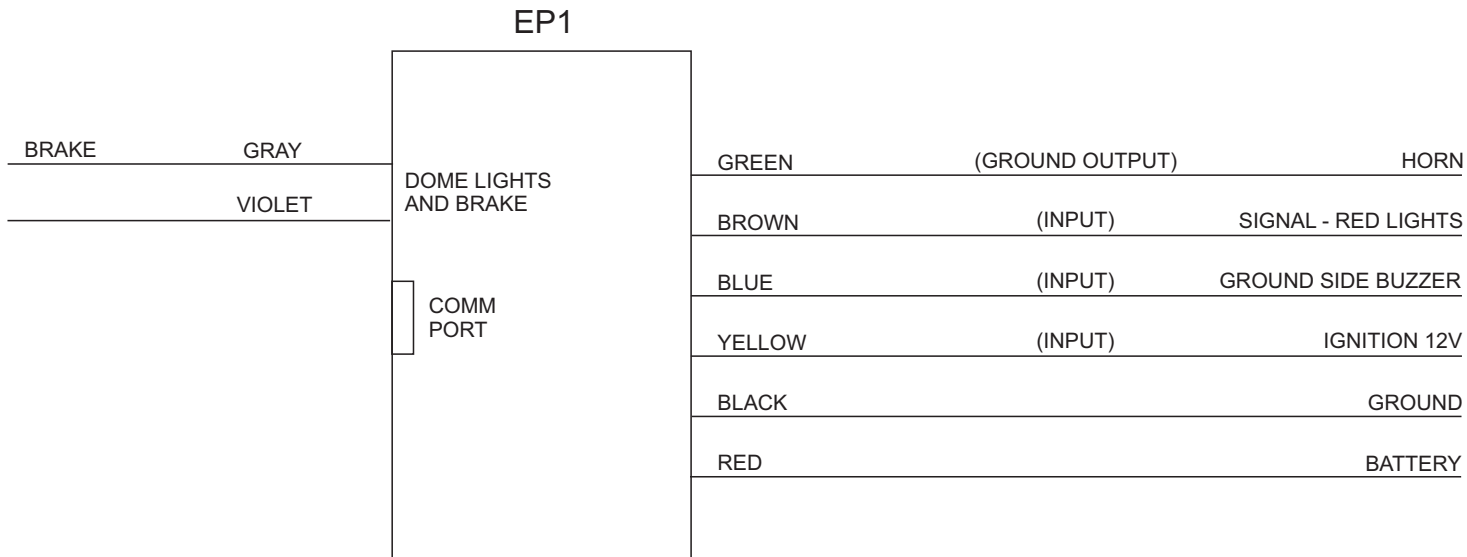 EP1
BRAKE GRAY
VIOLET
DOME LIGHTS
AND BRAKE
COMM
PORT
GREEN (GROUND OUTPUT) HORN
BROWN (INPUT) SIGNAL - RED LIGHTS
BLUE (INPUT) GROUND SIDE BUZZER
YELLOW (INPUT) IGNITION 12V
BLACK GROUND
RED BATTERY